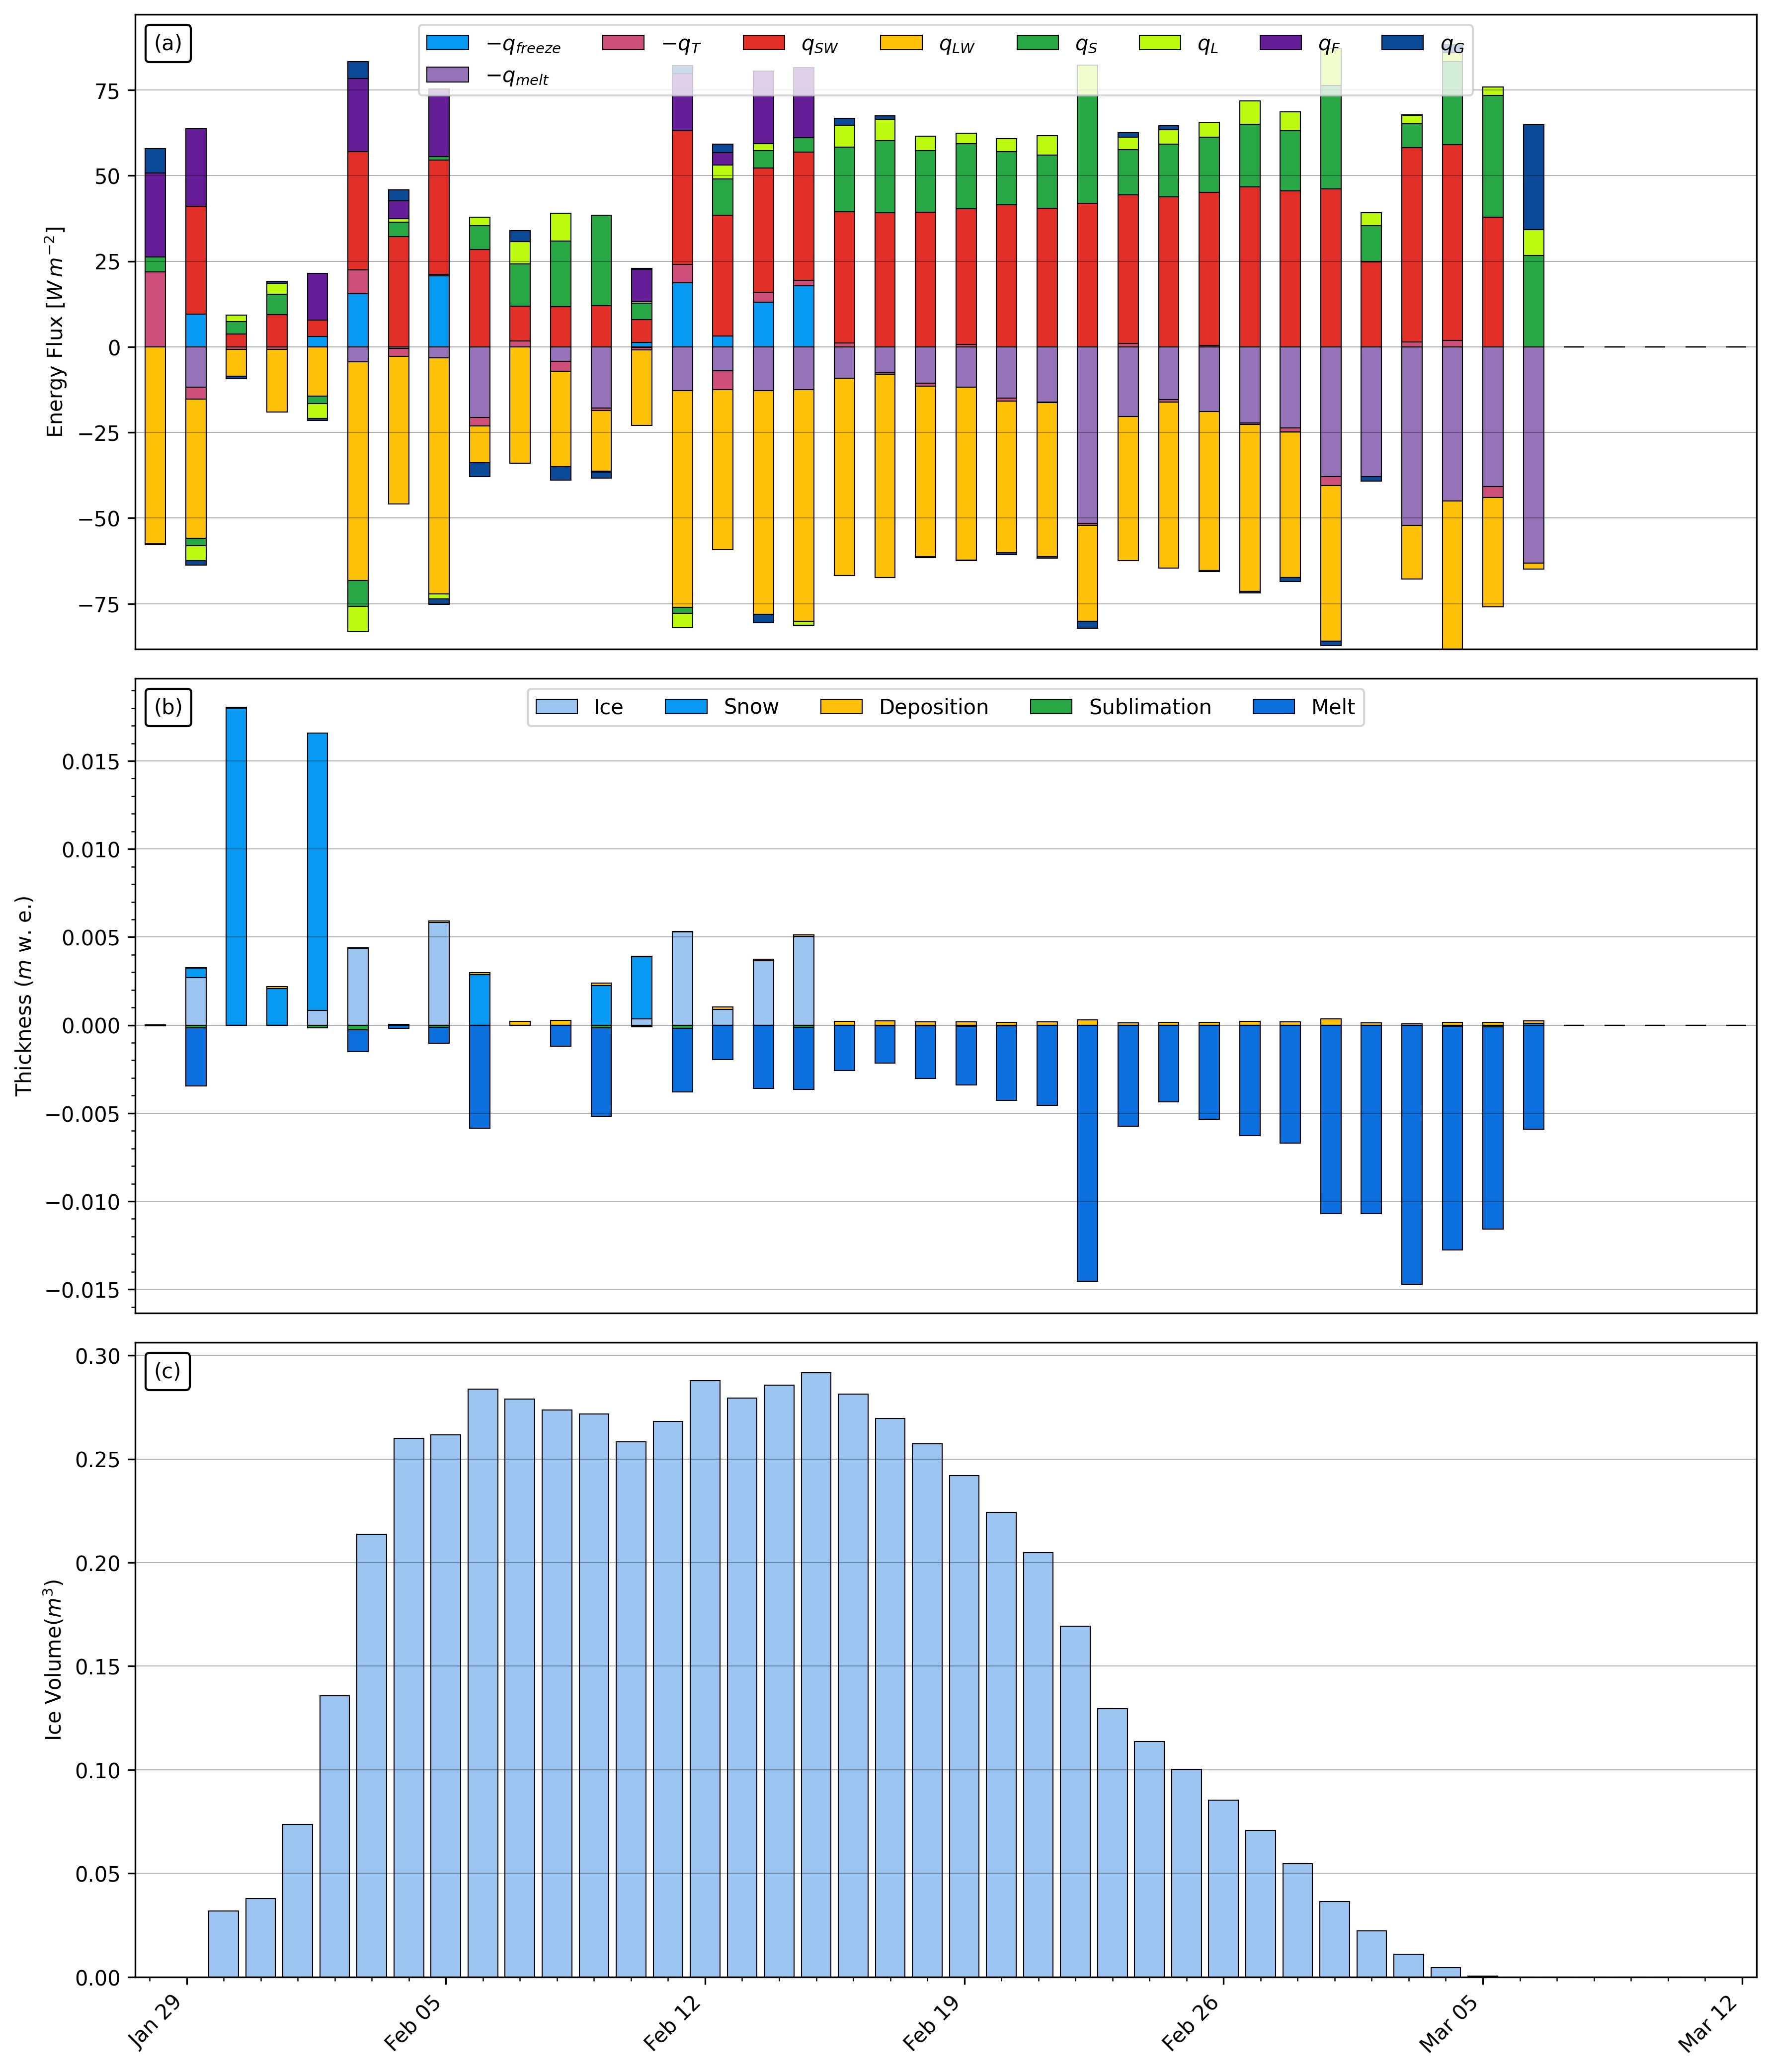 (a)
−q_freeze −q_T q_SW q_LW q_S q_L q_F q_G
−q_melt
Energy Flux [W m⁻²]
75
50
25
0
−25
−50
−75
(b)
Ice Snow Deposition Sublimation Melt
Thickness (m w. e.)
0.015
0.010
0.005
0.000
−0.005
−0.010
−0.015
(c)
Ice Volume(m³)
0.30
0.25
0.20
0.15
0.10
0.05
0.00
Jan 29 Feb 05 Feb 12 Feb 19 Feb 26 Mar 05 Mar 12